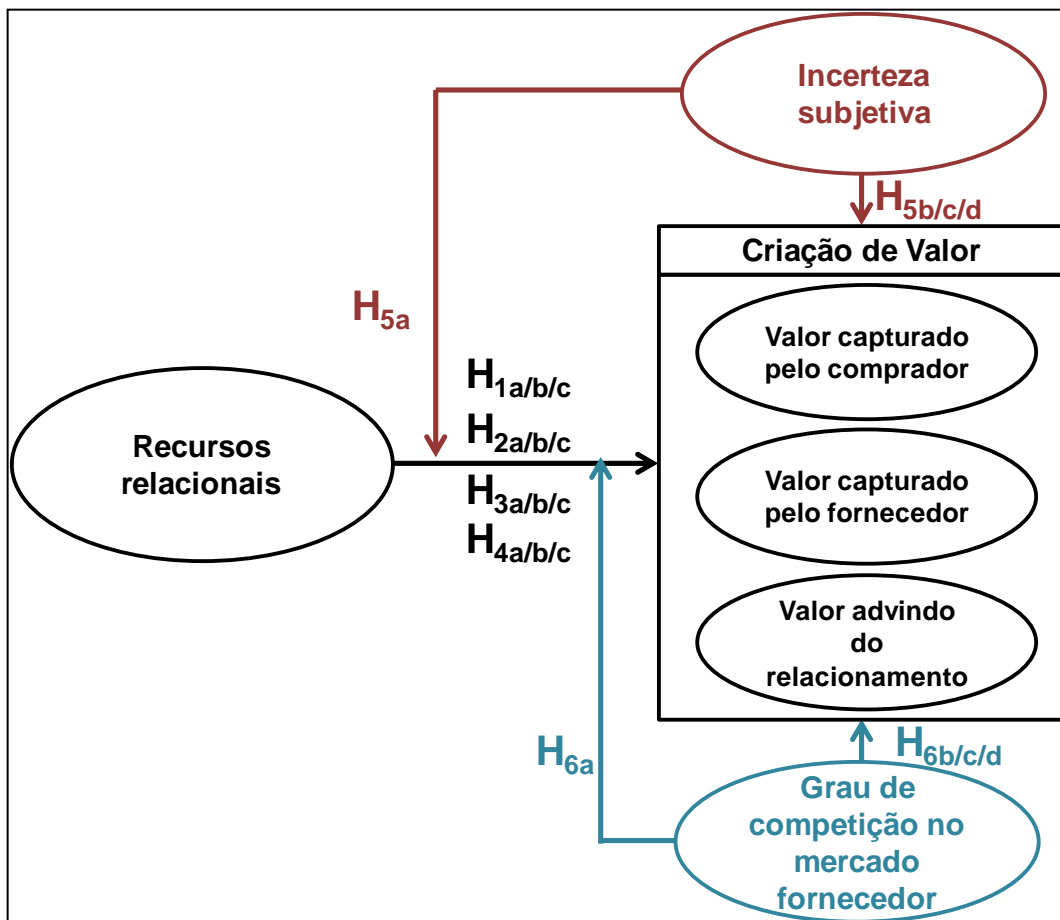 Incerteza
subjetiva
H5b/c/d
Criação de Valor
H5a
Valor capturado
pelo comprador
H1a/b/c
H2a/b/c
Recursos
relacionais
H3a/b/c
H4a/b/c
Valor capturado
pelo fornecedor
Valor advindo
do
relacionamento
H6a
H6b/c/d
Grau de
competição no
mercado
fornecedor